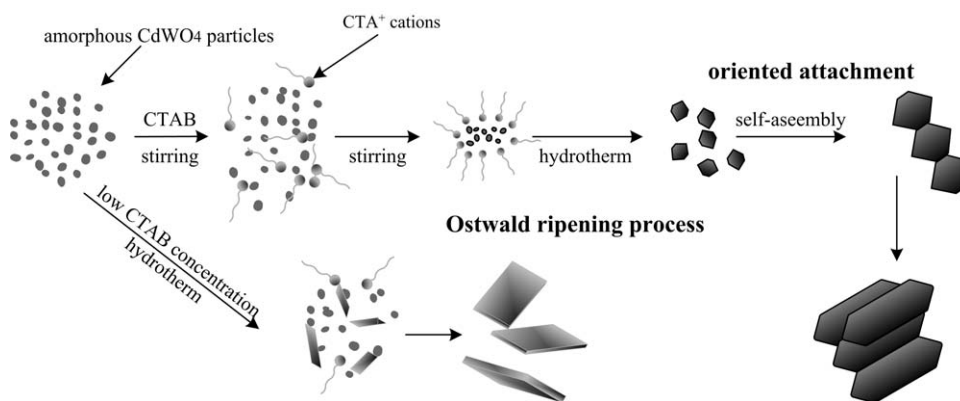 CTA+ cations
amorphous CdWO4 particles
oriented attachment
CTAB
stirring
stirring
hydrotherm
self-aseembly
low CTAB concentration
hydrotherm
Ostwald ripening process